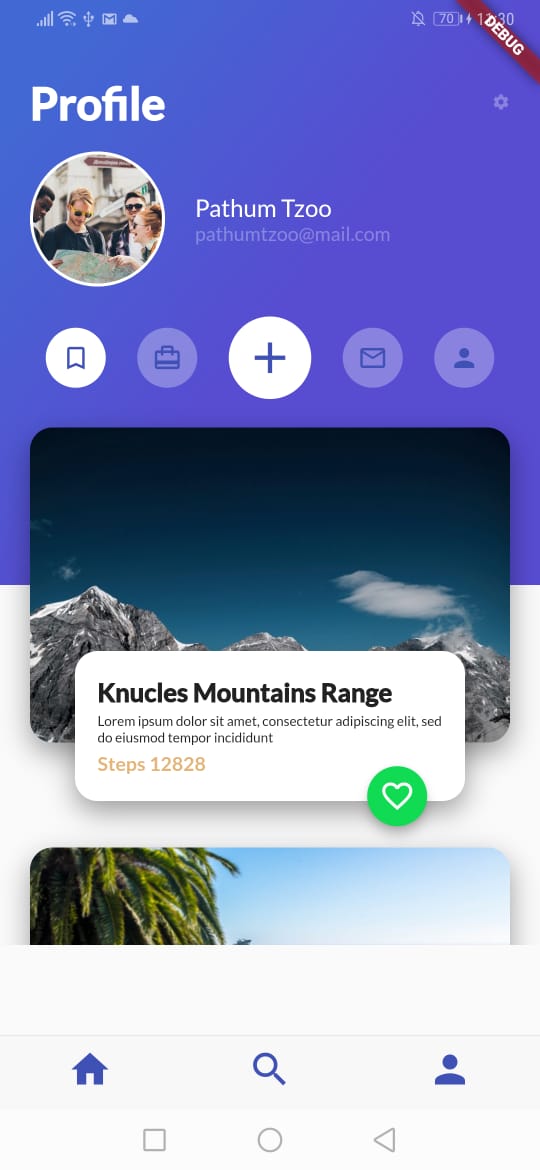 70
11:30
DEBUG
Profile
Pathum Tzoo
pathumtzoo@mail.com
Knucles Mountains Range
Lorem ipsum dolor sit amet, consectetur adipiscing elit, sed
do eiusmod tempor incididunt
Steps 12828